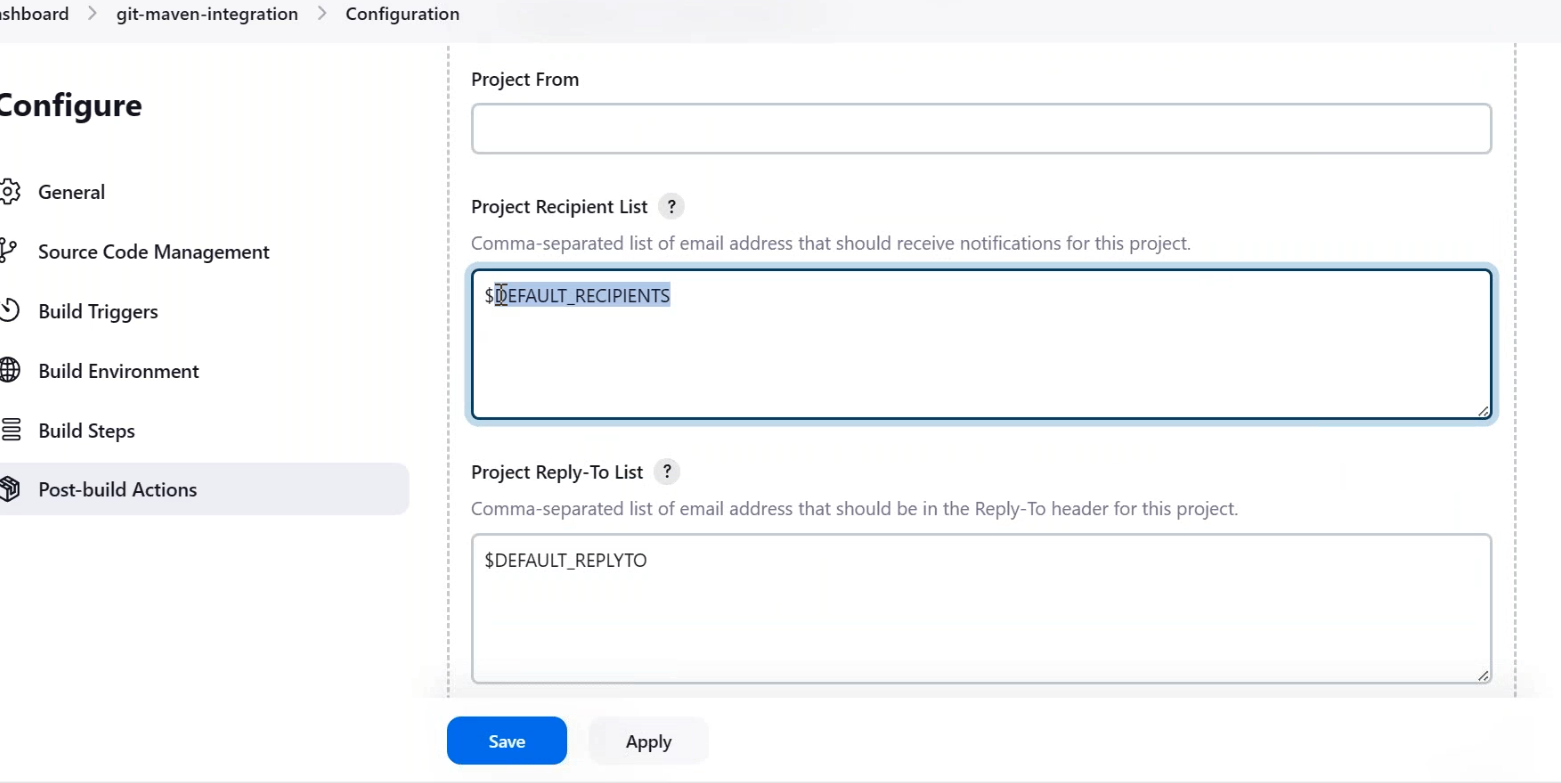 ashboard > git-maven-integration > Configuration
Configure
General
Source Code Management
Build Triggers
Build Environment
Build Steps
Post-build Actions
Project From
Project Recipient List ?
Comma-separated list of email address that should receive notifications for this project.
$DEFAULT_RECIPIENTS
Project Reply-To List ?
Comma-separated list of email address that should be in the Reply-To header for this project.
$DEFAULT_REPLYTO
Save Apply